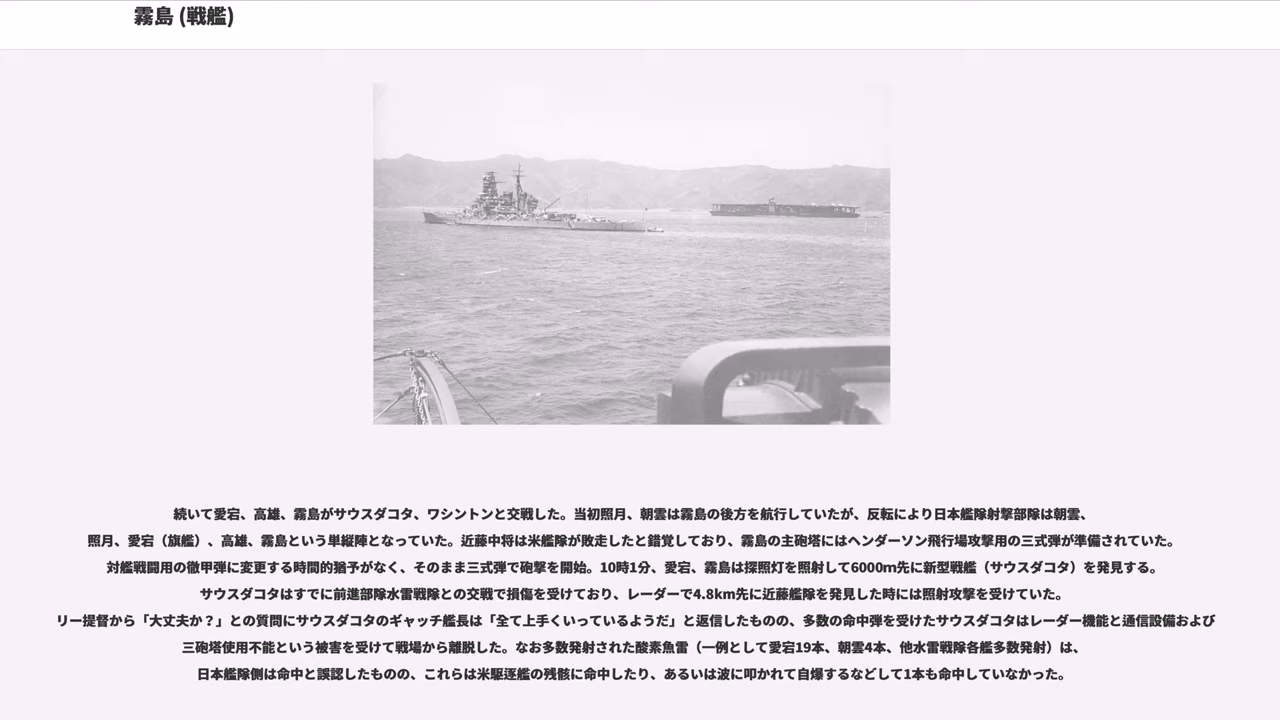 霧島 (戦艦)
続いて愛宕、高雄、霧島がサウスダコタ、ワシントンと交戦した。当初照月、朝雲は霧島の後方を航行していたが、反転により日本艦隊射撃部隊は朝雲、
照月、愛宕（旗艦）、高雄、霧島という単縦陣となっていた。近藤中将は米艦隊が敗走したと錯覚しており、霧島の主砲塔にはヘンダーソン飛行場攻撃用の三式弾が準備されていた。
対艦戦闘用の徹甲弾に変更する時間的猶予がなく、そのまま三式弾で砲撃を開始。10時1分、愛宕、霧島は探照灯を照射して6000m先に新型戦艦（サウスダコタ）を発見する。
サウスダコタはすでに前進部隊水雷戦隊との交戦で損傷を受けており、レーダーで4.8km先に近藤艦隊を発見した時には照射攻撃を受けていた。
リー提督から「大丈夫か？」との質問にサウスダコタのギャッチ艦長は「全て上手くいっているようだ」と返信したものの、多数の命中弾を受けたサウスダコタはレーダー機能と通信設備および
三砲塔使用不能という被害を受けて戦場から離脱した。なお多数発射された酸素魚雷（一例として愛宕19本、朝雲4本、他水雷戦隊各艦多数発射）は、
日本艦隊側は命中と誤認したものの、これらは米駆逐艦の残骸に命中したり、あるいは波に叩かれて自爆するなどして1本も命中していなかった。